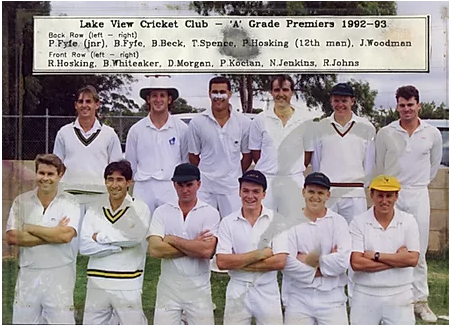 Lake View Cricket Club - 'A' Grade Premiers 1992-93
Back Row (left - right)
P.Fyfe (jnr), B.Fyfe, B.Beck, T.Spence, P.Hosking (12th man), J.Woodman
Front Row (left - right)
R.Hosking, B.Whiteaker, D.Morgan, P.Kocian, N.Jenkins, R.Johns